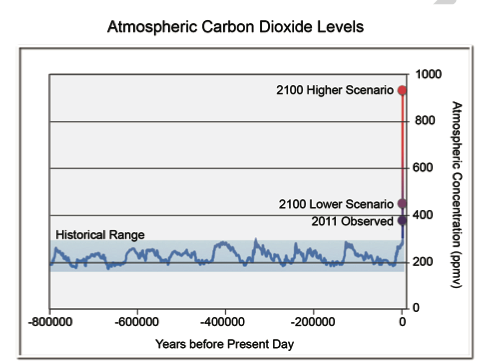 Atmospheric Carbon Dioxide Levels
1000
2100 Higher Scenario
800
600
2100 Lower Scenario
400
2011 Observed
Historical Range
200
0
Atmospheric Concentration (ppmv)
-800000 -600000 -400000 -200000 0
Years before Present Day